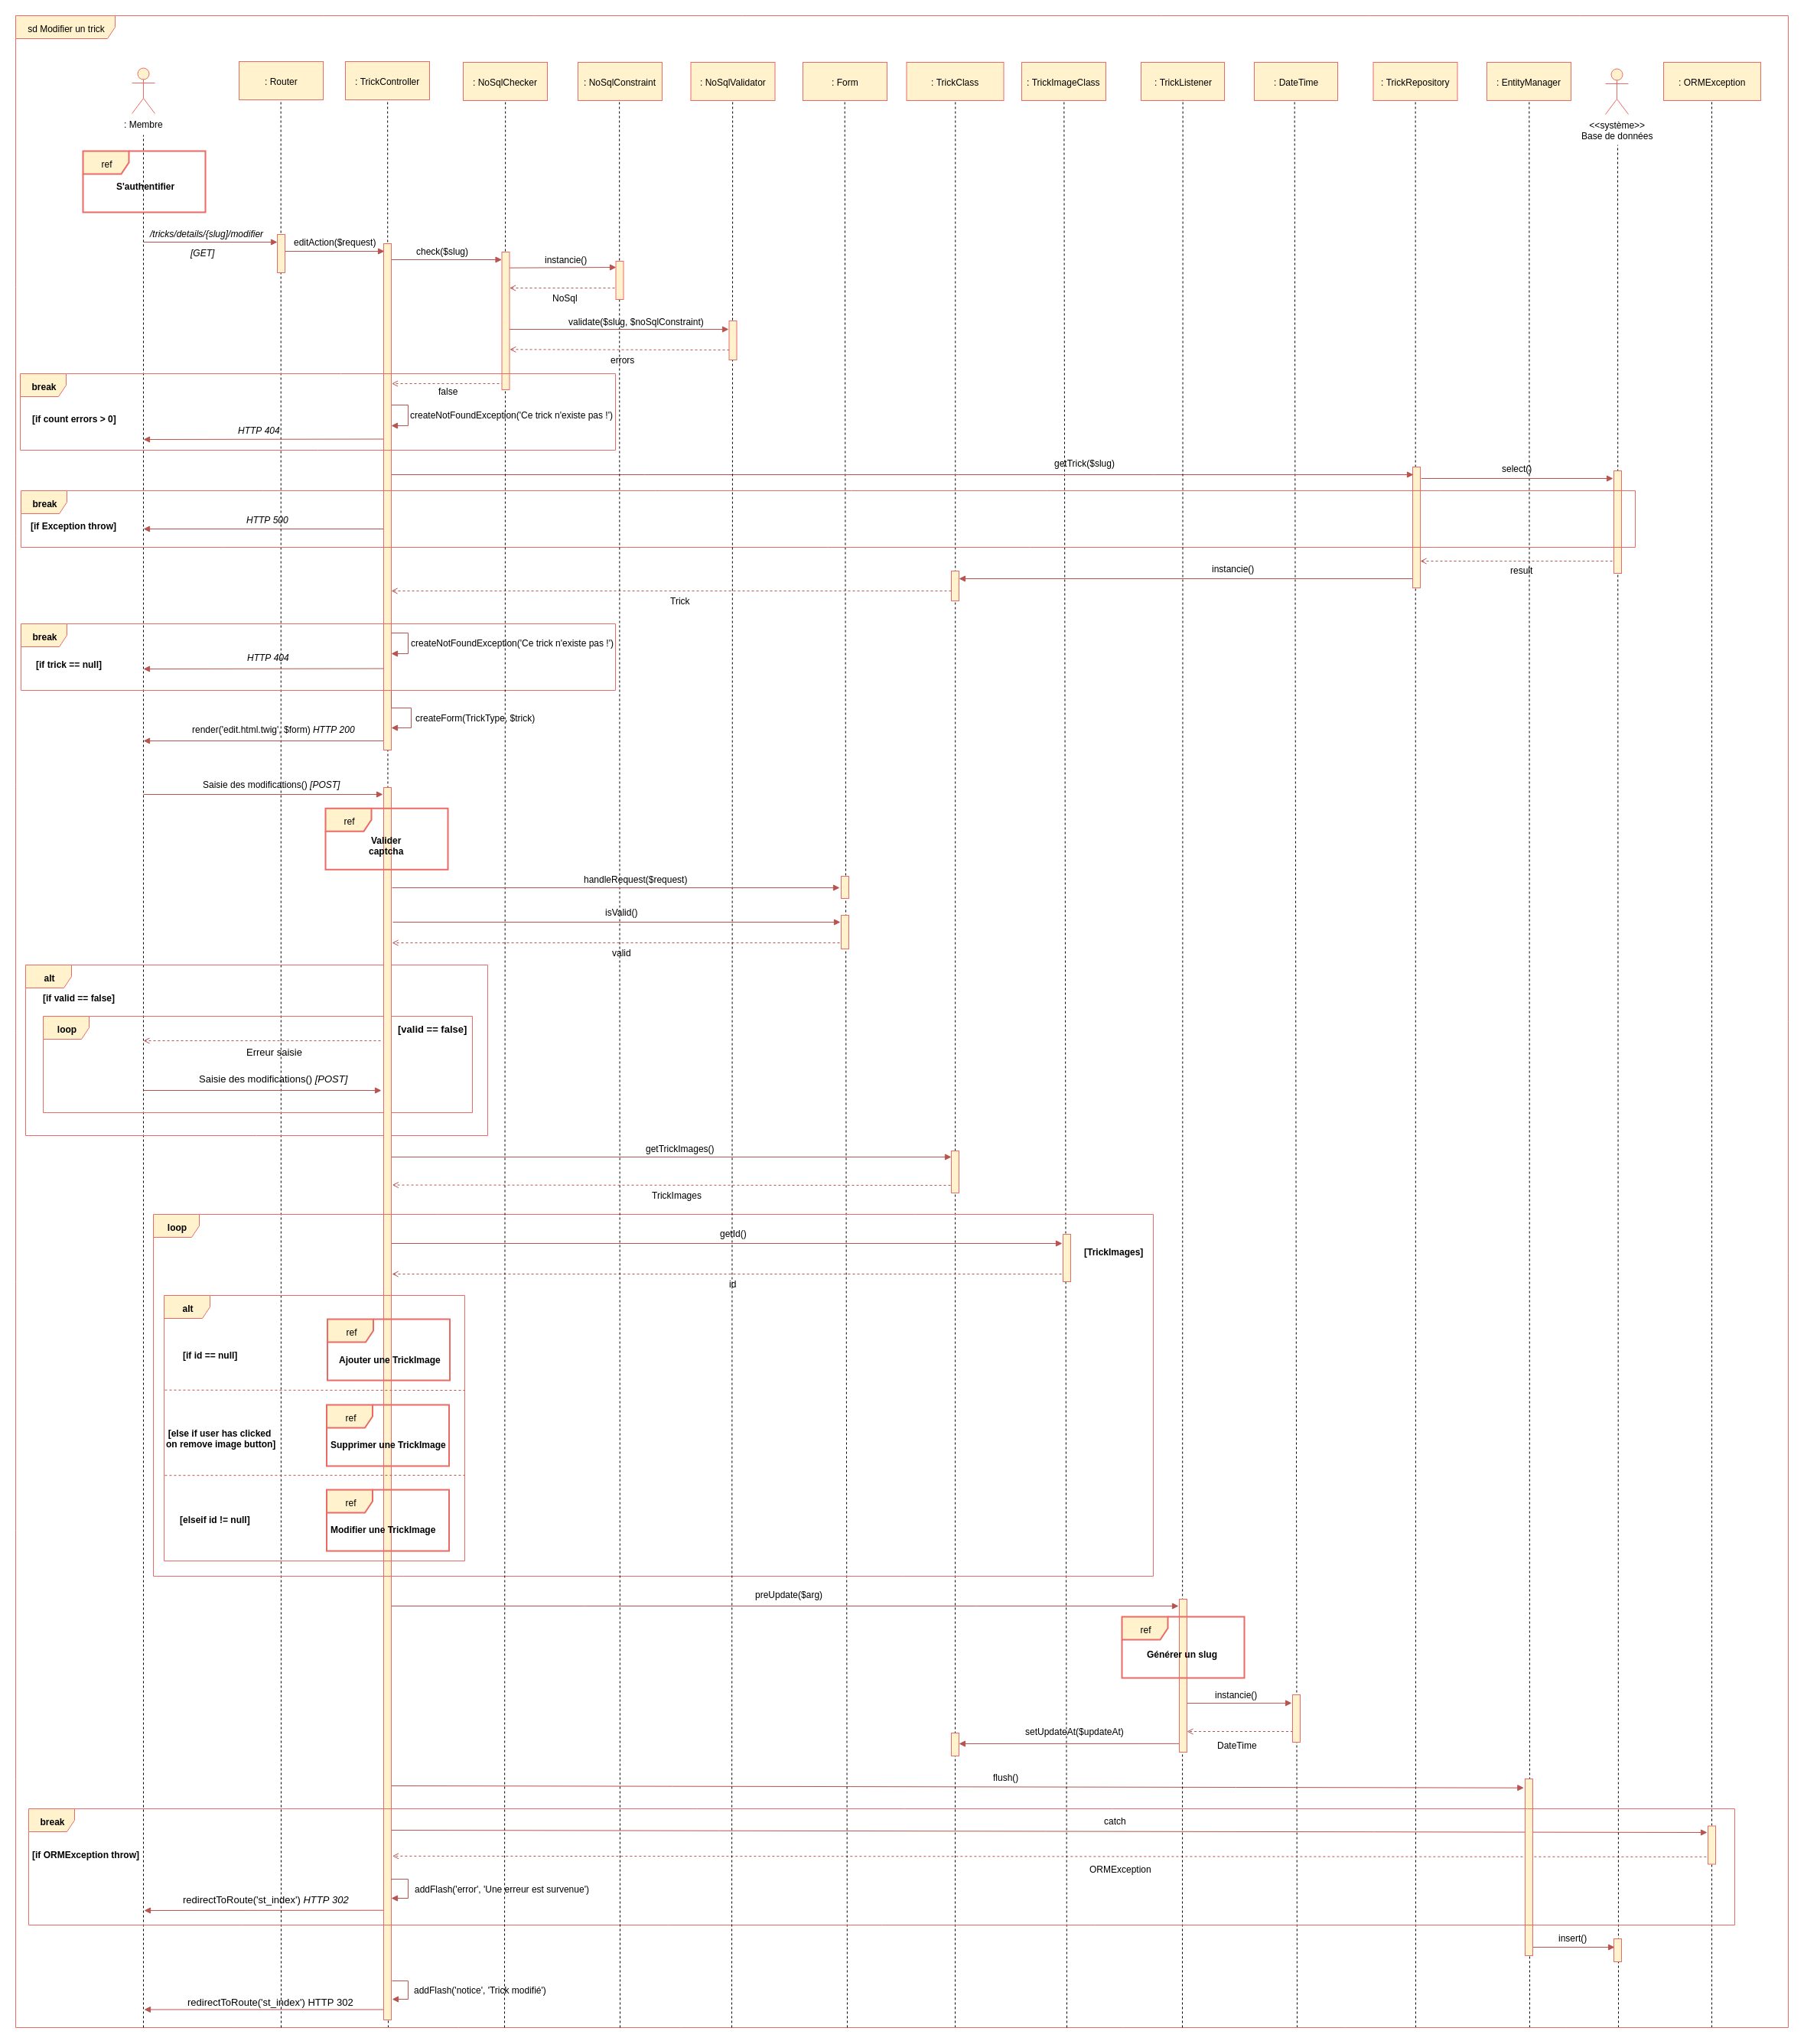 sd Modifier un trick
: Membre
: Router
: TrickController
: NoSqlChecker
: NoSqlConstraint
: NoSqlValidator
: Form
: TrickClass
: TrickImageClass
: TrickListener
: DateTime
: TrickRepository
: EntityManager
<<système>>
Base de données
: ORMException
ref
S'authentifier
/tricks/details/{slug}/modifier
[GET]
editAction($request)
check($slug)
instancie()
NoSql
validate($slug, $noSqlConstraint)
errors
break
false
[if count errors > 0]
createNotFoundException('Ce trick n'existe pas !')
HTTP 404
getTrick($slug)
select()
break
[if Exception throw]
HTTP 500
result
instancie()
Trick
break
createNotFoundException('Ce trick n'existe pas !')
[if trick == null]
HTTP 404
createForm(TrickType, $trick)
render('edit.html.twig', $form) HTTP 200
Saisie des modifications() [POST]
ref
Valider
captcha
handleRequest($request)
isValid()
valid
alt
[if valid == false]
loop
[valid == false]
Erreur saisie
Saisie des modifications() [POST]
getTrickImages()
TrickImages
loop
getId()
[TrickImages]
id
alt
ref
[if id == null]
Ajouter une TrickImage
ref
[else if user has clicked
on remove image button]
Supprimer une TrickImage
ref
[elseif id != null]
Modifier une TrickImage
preUpdate($arg)
ref
Générer un slug
instancie()
setUpdateAt($updateAt)
DateTime
flush()
break
catch
[if ORMException throw]
ORMException
addFlash('error', 'Une erreur est survenue')
redirectToRoute('st_index') HTTP 302
insert()
addFlash('notice', 'Trick modifié')
redirectToRoute('st_index') HTTP 302